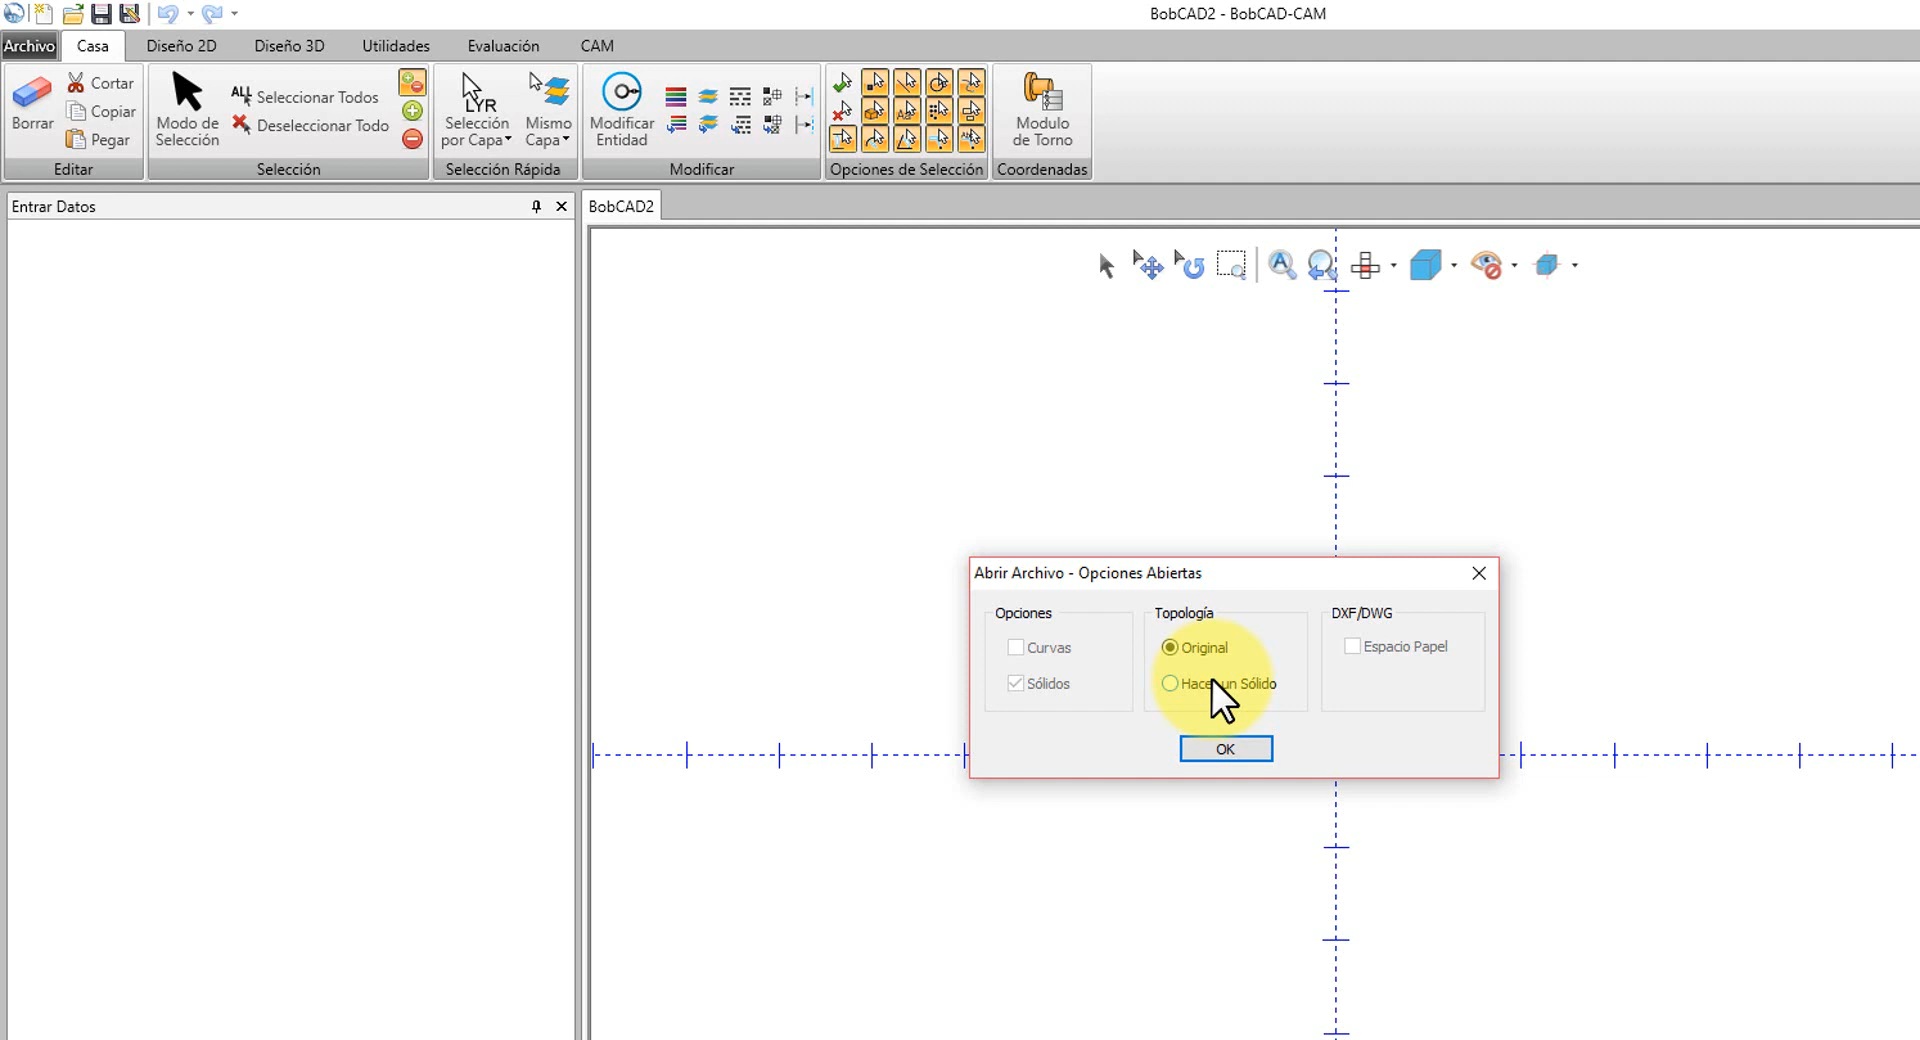 BobCAD2 - BobCAD-CAM
Archivo Casa Diseño 2D Diseño 3D Utilidades Evaluación CAM
Borrar
Cortar
Copiar
Pegar
Editar
Modo de
Selección
ALL Seleccionar Todos
Deseleccionar Todo
Selección
LYR
Selección
por Capa
Mismo
Capa
Selección Rápida
Modificar
Entidad
Modificar
Opciones de Selección
Modulo
de Torno
Coordenadas
Entrar Datos
BobCAD2
Abrir Archivo - Opciones Abiertas
Opciones
Curvas
Sólidos
Topología
Original
un Sólido
DXF/DWG
Espacio Papel
OK